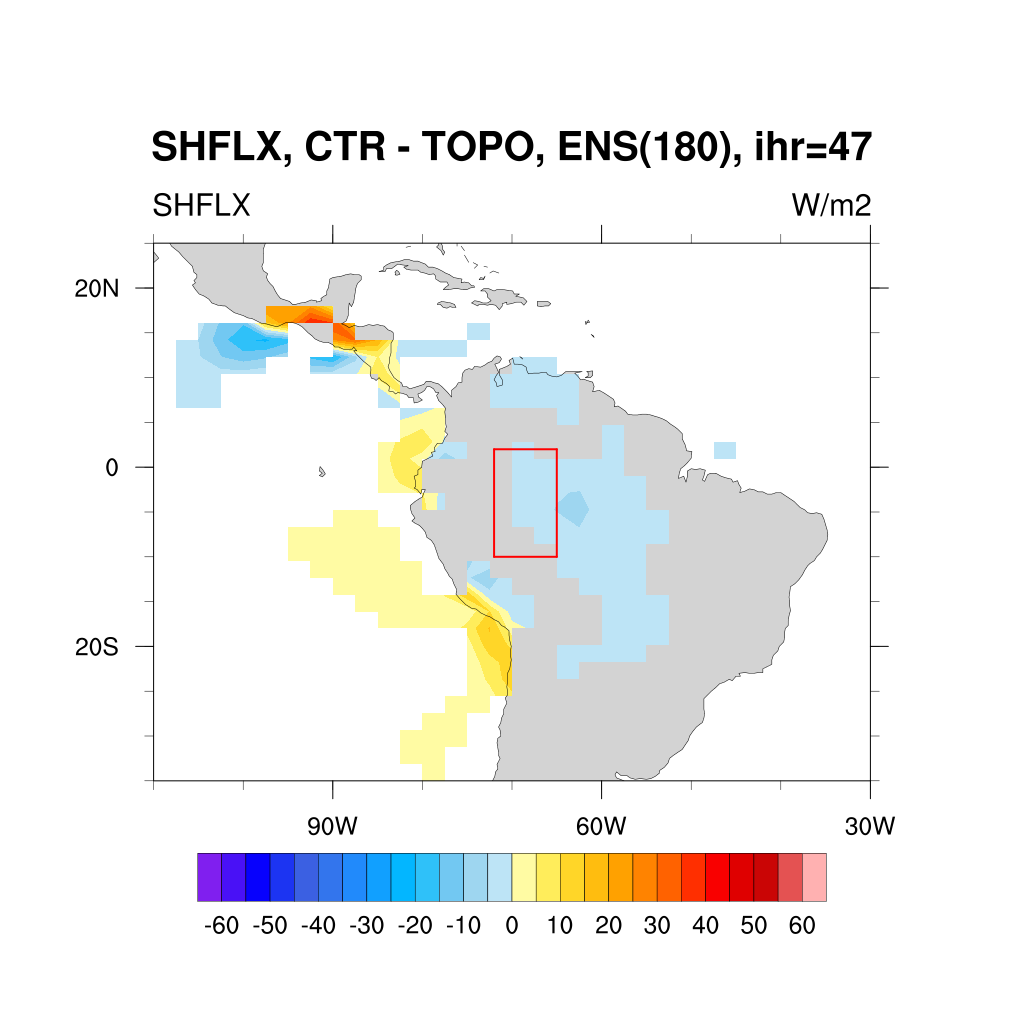 SHFLX, CTR - TOPO, ENS(180), ihr=47
SHFLX W/m2
20N
0
20S
90W 60W 30W
-60 -50 -40 -30 -20 -10 0 10 20 30 40 50 60